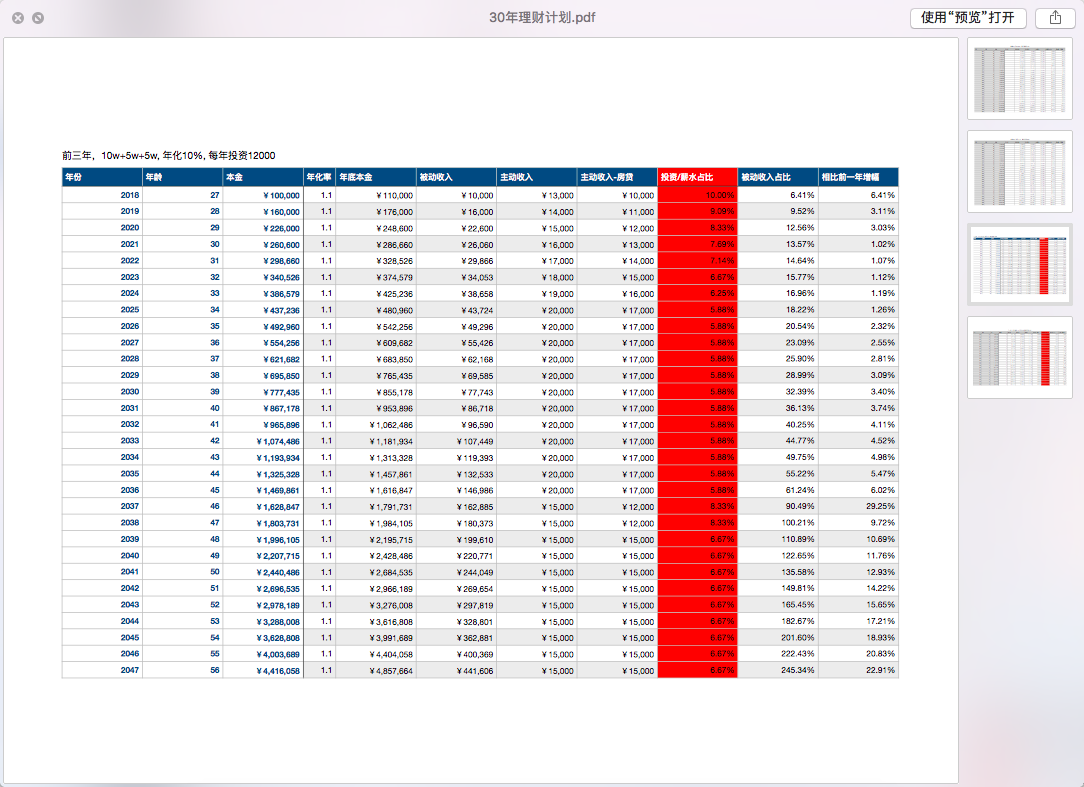 30年理财计划.pdf
使用“预览”打开
前三年，10w+5w+5w, 年化10%, 每年投资12000
年份 年龄 本金 年化率 年底本金 被动收入 主动收入 主动收入-房贷 投资/薪水占比 被动收入占比 相比前一年增幅
2018 27 ¥100,000 1.1 ¥110,000 ¥10,000 ¥13,000 ¥10,000 10.00% 6.41% 6.41%
2019 28 ¥160,000 1.1 ¥176,000 ¥16,000 ¥14,000 ¥11,000 9.09% 9.52% 3.11%
2020 29 ¥226,000 1.1 ¥248,600 ¥22,600 ¥15,000 ¥12,000 8.33% 12.56% 3.03%
2021 30 ¥260,600 1.1 ¥286,660 ¥26,060 ¥16,000 ¥13,000 7.69% 13.57% 1.02%
2022 31 ¥298,660 1.1 ¥328,526 ¥29,866 ¥17,000 ¥14,000 7.14% 14.64% 1.07%
2023 32 ¥340,526 1.1 ¥374,579 ¥34,053 ¥18,000 ¥15,000 6.67% 15.77% 1.12%
2024 33 ¥386,579 1.1 ¥425,236 ¥38,658 ¥19,000 ¥16,000 6.25% 16.96% 1.19%
2025 34 ¥437,236 1.1 ¥480,960 ¥43,724 ¥20,000 ¥17,000 5.88% 18.22% 1.26%
2026 35 ¥492,960 1.1 ¥542,256 ¥49,296 ¥20,000 ¥17,000 5.88% 20.54% 2.32%
2027 36 ¥554,256 1.1 ¥609,682 ¥55,426 ¥20,000 ¥17,000 5.88% 23.09% 2.55%
2028 37 ¥621,682 1.1 ¥683,850 ¥62,168 ¥20,000 ¥17,000 5.88% 25.90% 2.81%
2029 38 ¥695,850 1.1 ¥765,435 ¥69,585 ¥20,000 ¥17,000 5.88% 28.99% 3.09%
2030 39 ¥777,435 1.1 ¥855,178 ¥77,743 ¥20,000 ¥17,000 5.88% 32.39% 3.40%
2031 40 ¥867,178 1.1 ¥953,896 ¥86,718 ¥20,000 ¥17,000 5.88% 36.13% 3.74%
2032 41 ¥965,896 1.1 ¥1,062,486 ¥96,590 ¥20,000 ¥17,000 5.88% 40.25% 4.11%
2033 42 ¥1,074,486 1.1 ¥1,181,934 ¥107,449 ¥20,000 ¥17,000 5.88% 44.77% 4.52%
2034 43 ¥1,193,934 1.1 ¥1,313,328 ¥119,393 ¥20,000 ¥17,000 5.88% 49.75% 4.98%
2035 44 ¥1,325,328 1.1 ¥1,457,861 ¥132,533 ¥20,000 ¥17,000 5.88% 55.22% 5.47%
2036 45 ¥1,469,861 1.1 ¥1,616,847 ¥146,986 ¥20,000 ¥17,000 5.88% 61.24% 6.02%
2037 46 ¥1,628,847 1.1 ¥1,791,731 ¥162,885 ¥15,000 ¥12,000 8.33% 90.49% 29.25%
2038 47 ¥1,803,731 1.1 ¥1,984,105 ¥180,373 ¥15,000 ¥12,000 8.33% 100.21% 9.72%
2039 48 ¥1,996,105 1.1 ¥2,195,715 ¥199,610 ¥15,000 ¥15,000 6.67% 110.89% 10.69%
2040 49 ¥2,207,715 1.1 ¥2,428,486 ¥220,771 ¥15,000 ¥15,000 6.67% 122.65% 11.76%
2041 50 ¥2,440,486 1.1 ¥2,684,535 ¥244,049 ¥15,000 ¥15,000 6.67% 135.58% 12.93%
2042 51 ¥2,696,535 1.1 ¥2,966,189 ¥269,654 ¥15,000 ¥15,000 6.67% 149.81% 14.22%
2043 52 ¥2,978,189 1.1 ¥3,276,008 ¥297,819 ¥15,000 ¥15,000 6.67% 165.45% 15.65%
2044 53 ¥3,288,008 1.1 ¥3,616,808 ¥328,801 ¥15,000 ¥15,000 6.67% 182.67% 17.21%
2045 54 ¥3,628,808 1.1 ¥3,991,689 ¥362,881 ¥15,000 ¥15,000 6.67% 201.60% 18.93%
2046 55 ¥4,003,689 1.1 ¥4,404,058 ¥400,369 ¥15,000 ¥15,000 6.67% 222.43% 20.83%
2047 56 ¥4,416,058 1.1 ¥4,857,664 ¥441,606 ¥15,000 ¥15,000 6.67% 245.34% 22.91%